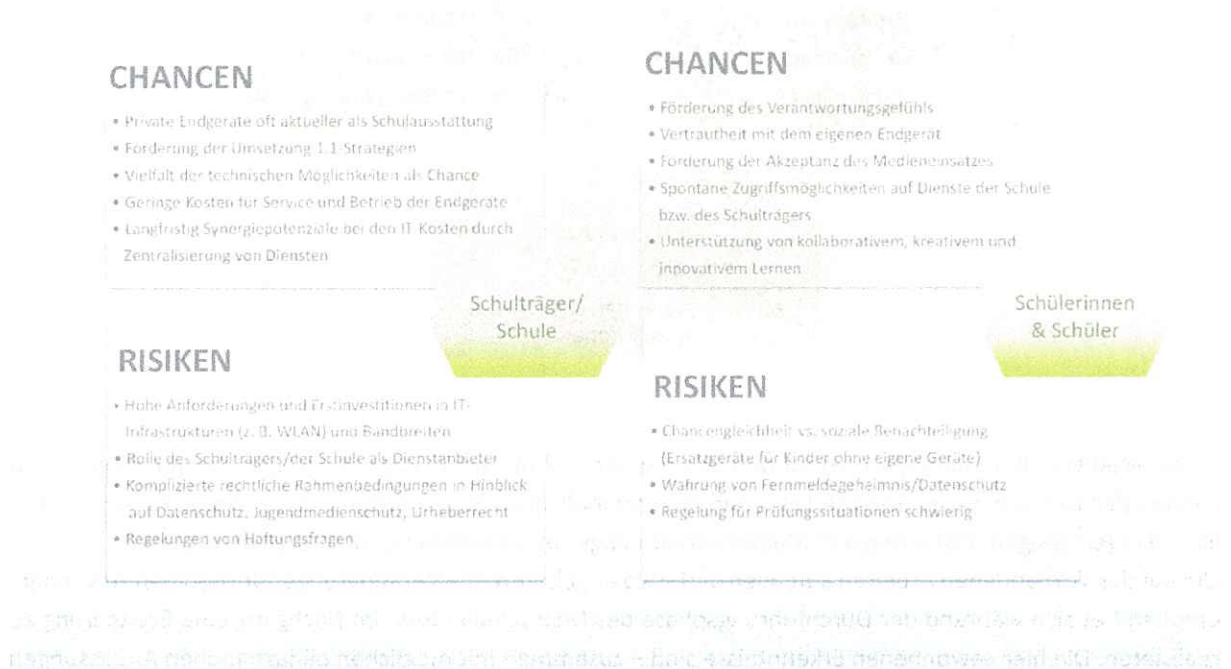 CHANCEN
• Private Endgeräte oft aktueller als Schulausstattung
• Förderung der Umsetzung 1:1-Strategien
• Vielfalt der technischen Möglichkeiten als Chance
• Geringe Kosten für Service und Betrieb der Endgeräte
• Langfristig Synergiepotenziale bei den IT-Kosten durch
Zentralisierung von Diensten
Schulträger/
Schule
RISIKEN
• Hohe Anforderungen und Erstinvestitionen in IT-
Infrastrukturen (z. B. WLAN) und Bandbreiten
• Rolle des Schulträgers/der Schule als Dienstanbieter
• Komplizierte rechtliche Rahmenbedingungen in Hinblick
auf Datenschutz, Jugendmedienschutz, Urheberrecht
• Regelungen von Haftungsfragen
CHANCEN
• Förderung des Verantwortungsgefühls
• Vertrautheit mit dem eigenen Endgerät
• Förderung der Akzeptanz des Medieneinsatzes
• Spontane Zugriffsmöglichkeiten auf Dienste der Schule
bzw. des Schulträgers
• Unterstützung von kollaborativem, kreativem und
innovativem Lernen
Schülerinnen
& Schüler
RISIKEN
• Chancengleichheit vs. soziale Benachteiligung
(Ersatzgeräte für Kinder ohne eigene Geräte)
• Wahrung von Fernmeldegeheimnis/Datenschutz
• Regelung für Prüfungssituationen schwierig